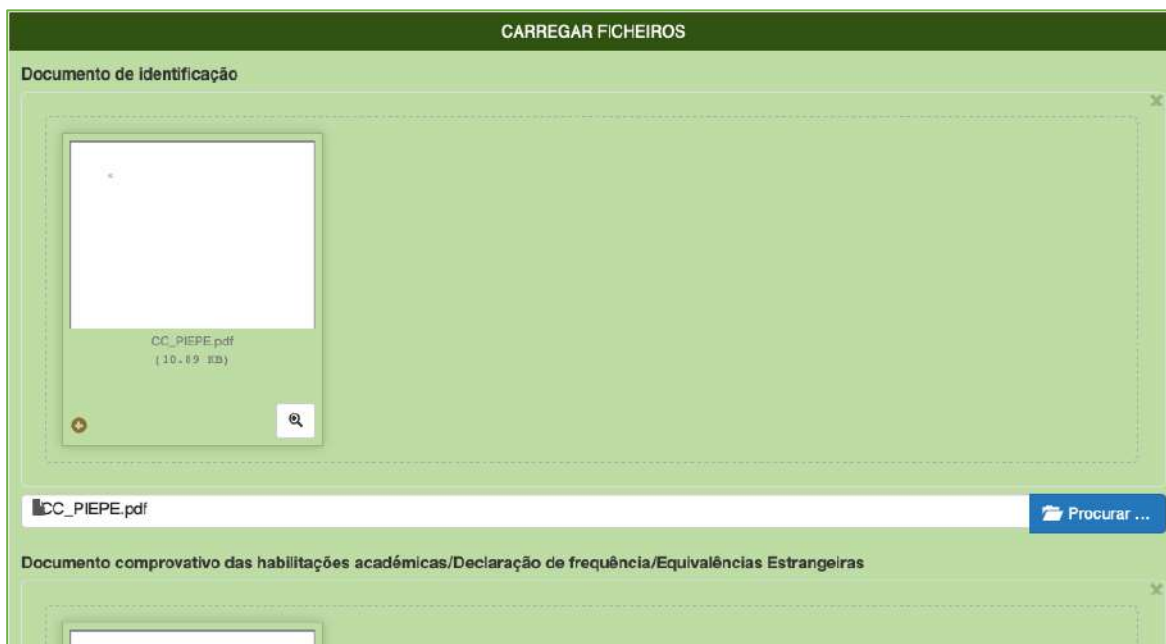 CARREGAR FICHEIROS
Documento de identificação
CC_PIEPE.pdf
(10.89 KB)
CC_PIEPE.pdf
Procurar ...
Documento comprovativo das habilitações académicas/Declaração de frequência/Equivalências Estrangeiras